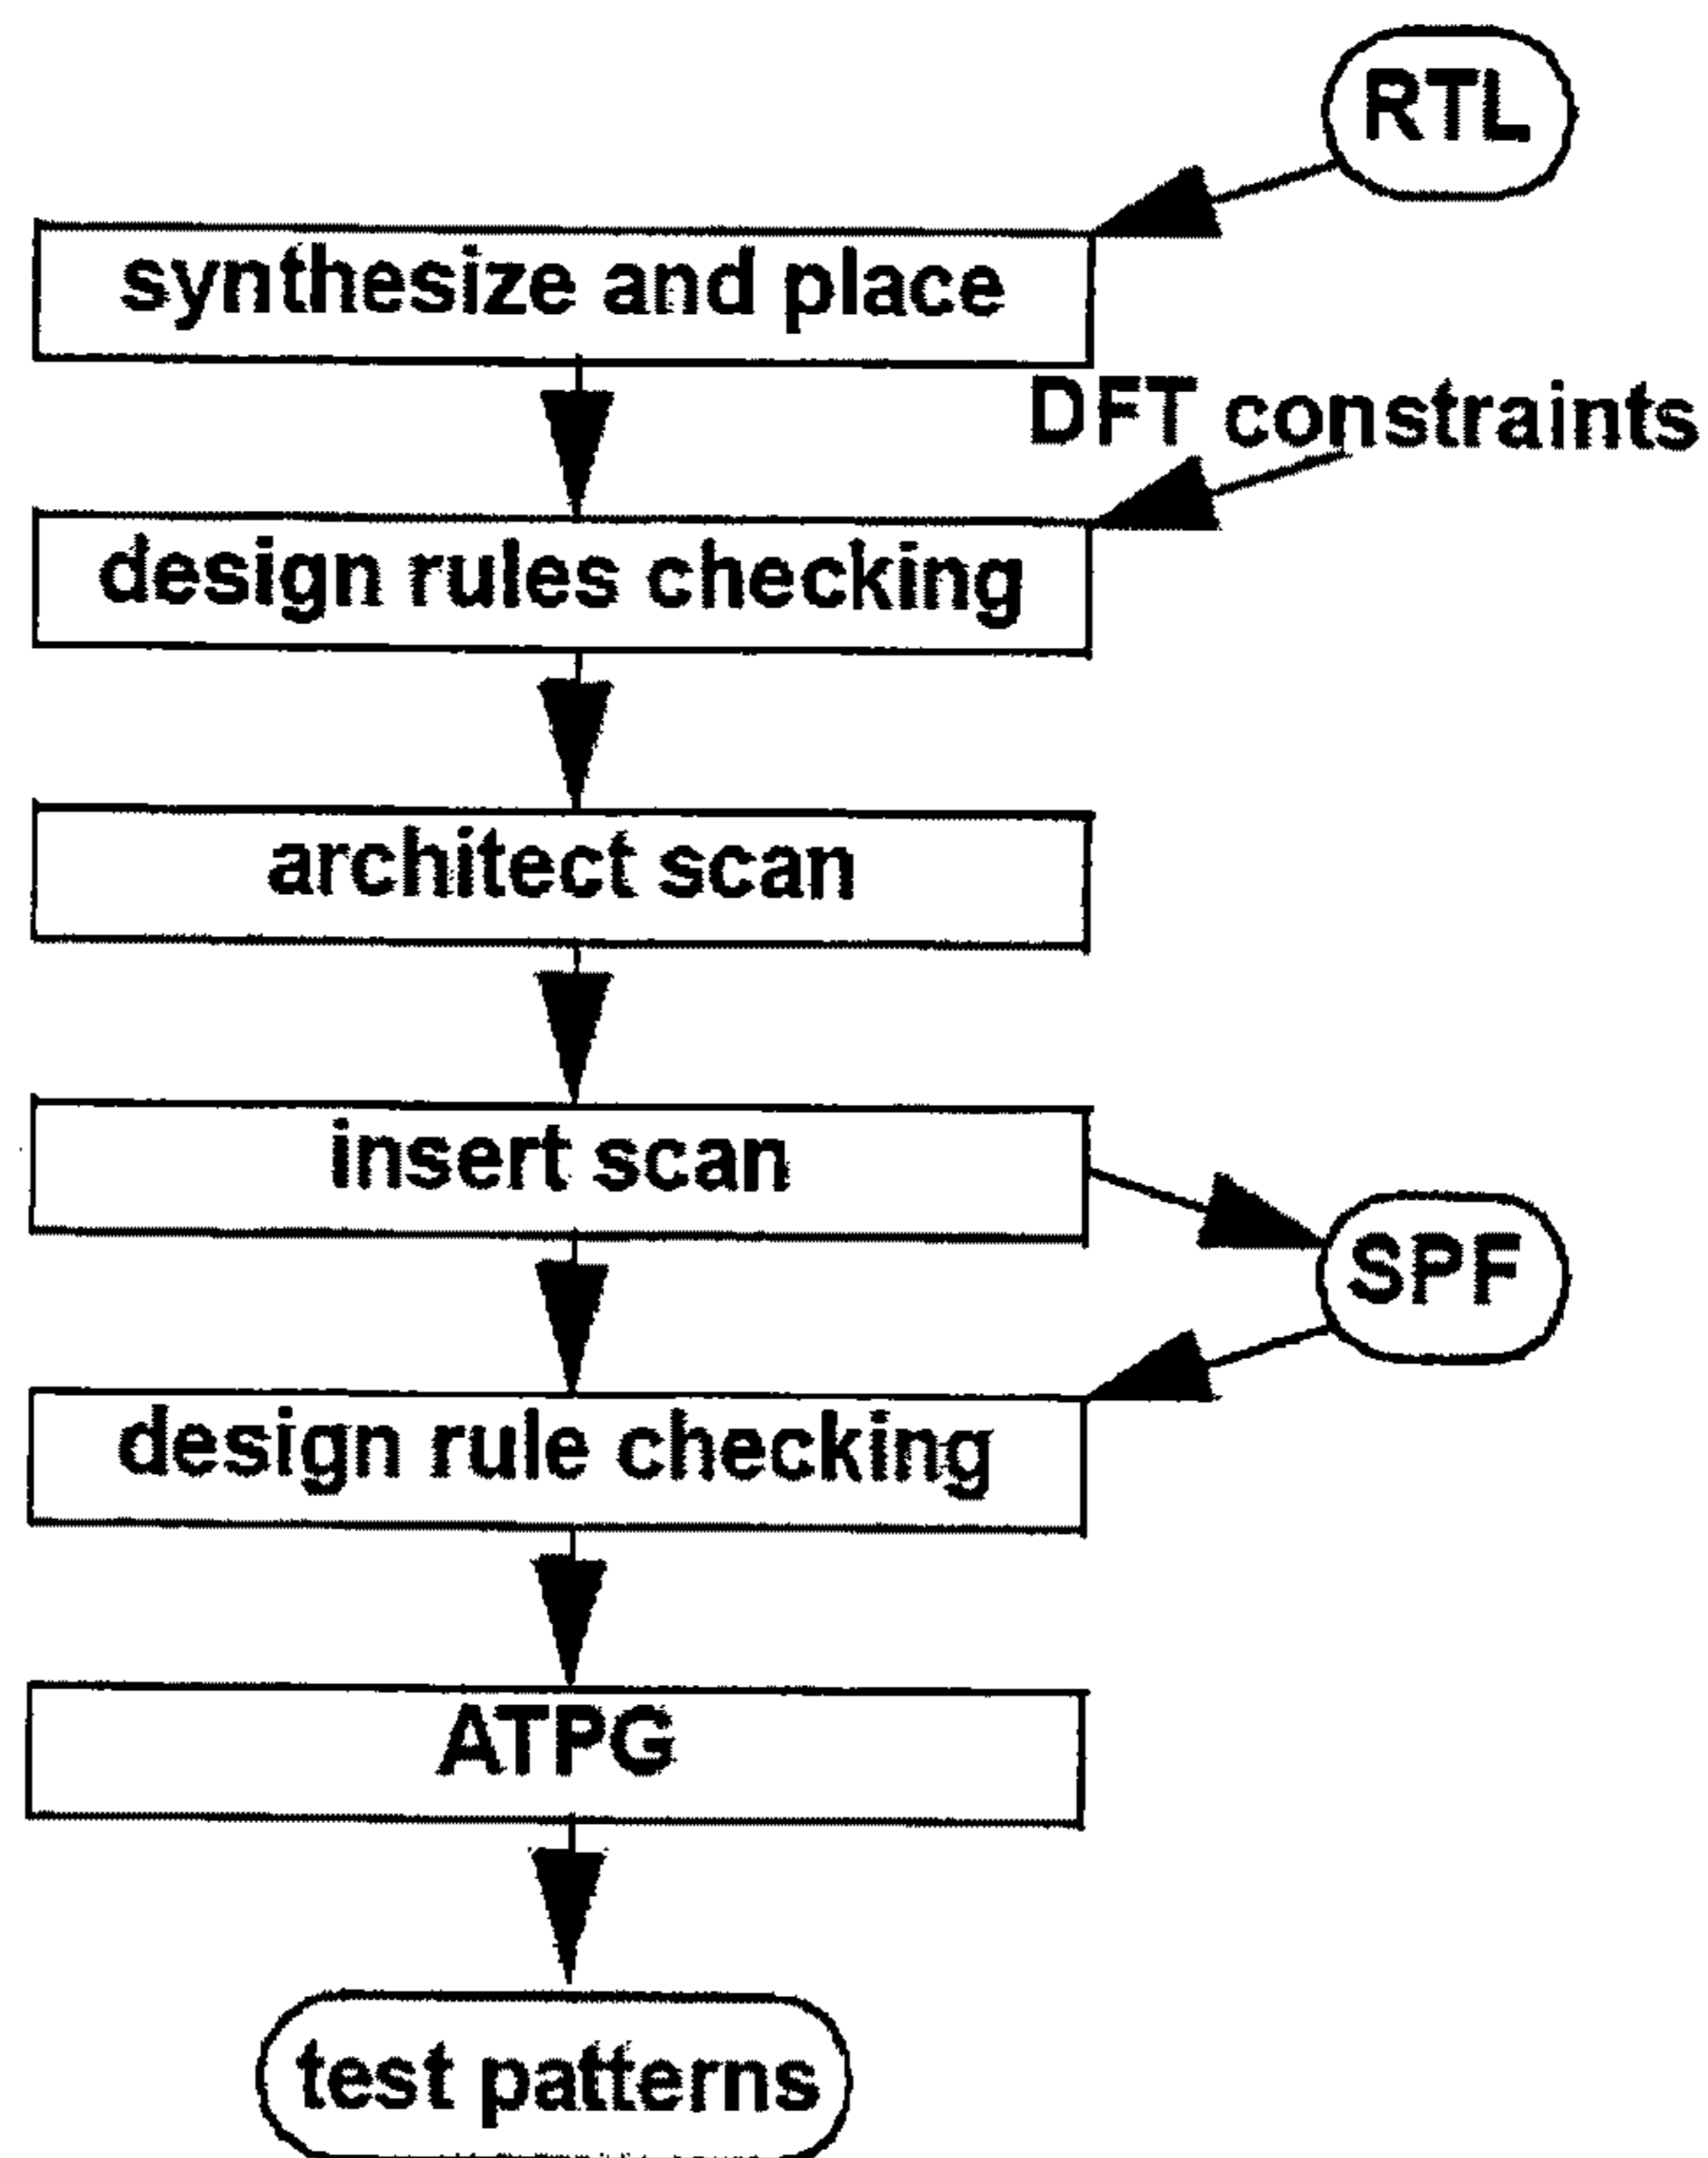 RTL
synthesize and place
DFT constraints
design rules checking
architect scan
insert scan
SPF
design rule checking
ATPG
test patterns